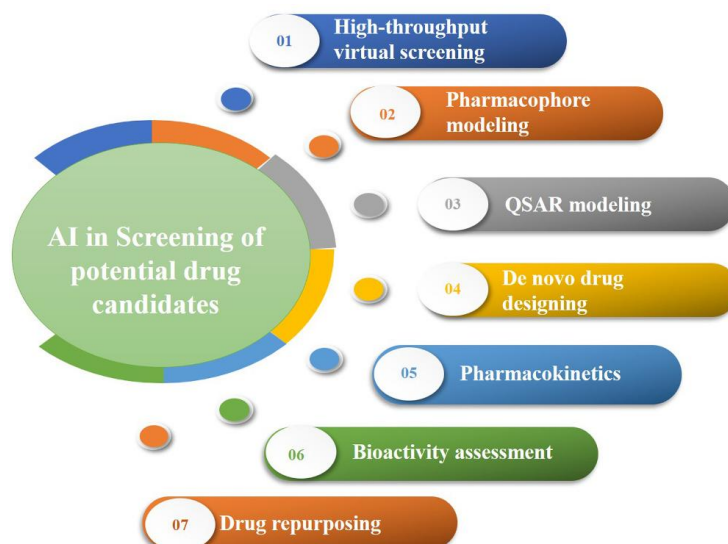 01
High-throughput
virtual screening
02
Pharmacophore
modeling
03
QSAR modeling
AI in Screening of
potential drug
candidates
04
De novo drug
designing
05
Pharmacokinetics
06
Bioactivity assessment
07
Drug repurposing